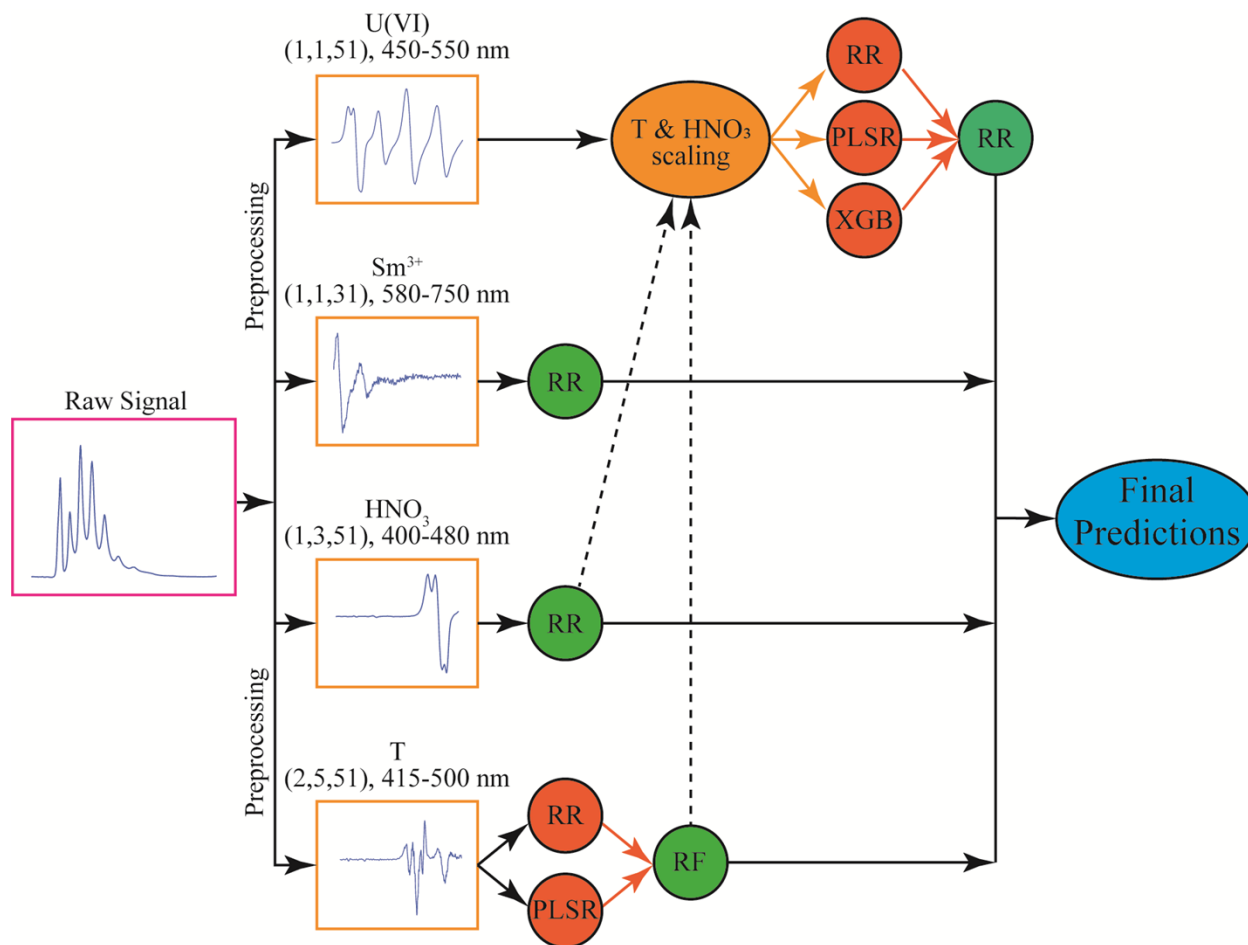 U(VI)
(1,1,51), 450-550 nm
T & HNO₃
scaling
RR
PLSR
XGB
RR
Preprocessing
Sm³⁺
(1,1,31), 580-750 nm
RR
Raw Signal
HNO₃
(1,3,51), 400-480 nm
RR
Final
Predictions
Preprocessing
T
(2,5,51), 415-500 nm
RR
PLSR
RF